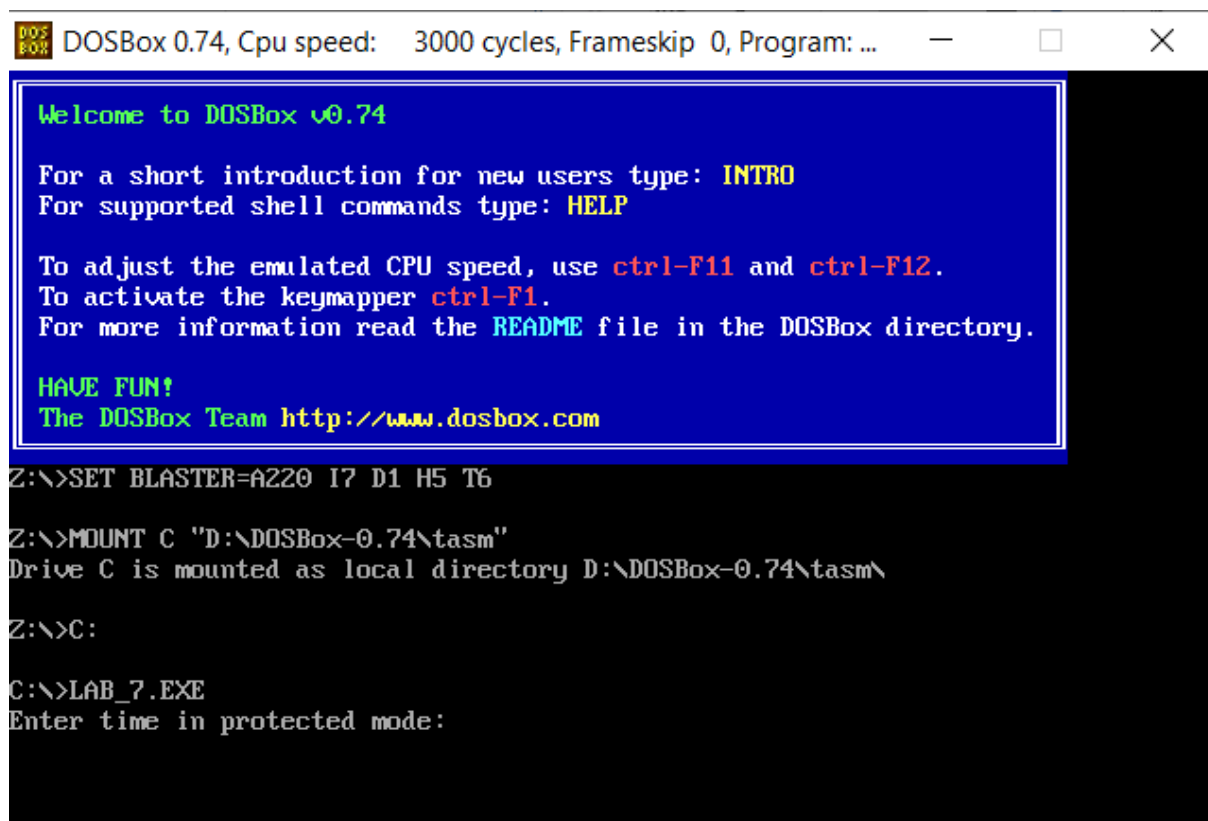 DOS BOX DOSBox 0.74, Cpu speed: 3000 cycles, Frameskip 0, Program: ...
Welcome to DOSBox v0.74
For a short introduction for new users type: INTRO
For supported shell commands type: HELP
To adjust the emulated CPU speed, use ctrl-F11 and ctrl-F12.
To activate the keymapper ctrl-F1.
For more information read the README file in the DOSBox directory.
HAVE FUN!
The DOSBox Team http://www.dosbox.com
Z:\>SET BLASTER=A220 I7 D1 H5 T6
Z:\>MOUNT C "D:\DOSBox-0.74\tasm"
Drive C is mounted as local directory D:\DOSBox-0.74\tasm\
Z:\>C:
C:\>LAB_7.EXE
Enter time in protected mode: